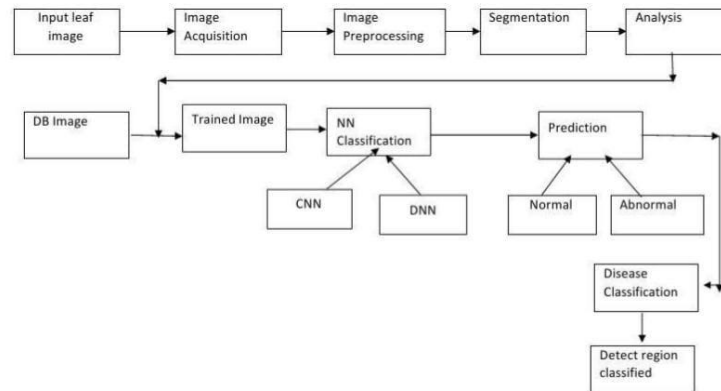 Input leaf
image
Image
Acquisition
Image
Preprocessing
Segmentation
Analysis
DB Image
Trained Image
NN
Classification
Prediction
CNN
DNN
Normal
Abnormal
Disease
Classification
Detect region
classified